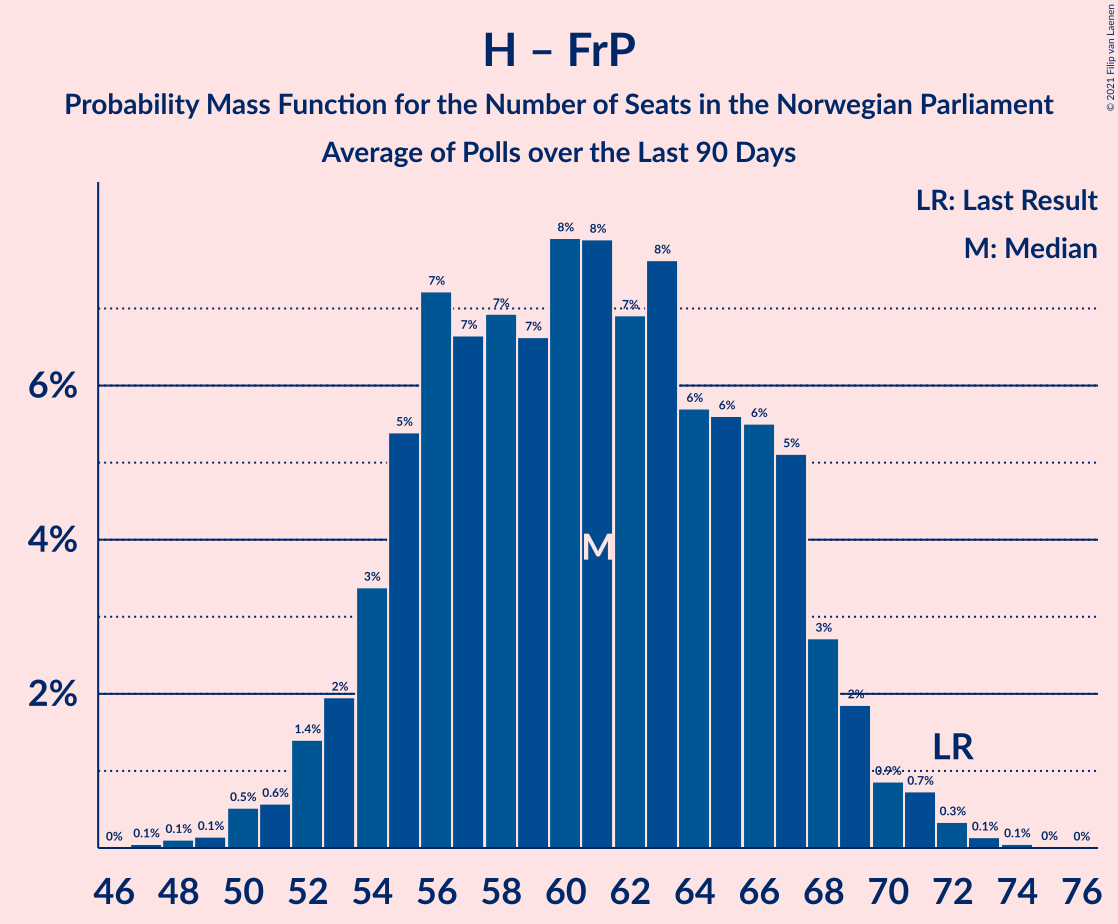 H – FrP
Probability Mass Function for the Number of Seats in the Norwegian Parliament
Average of Polls over the Last 90 Days
© 2021 Filip van Laenen
LR: Last Result
M: Median
6%
4%
2%
0% 0.1% 0.1% 0.1% 0.5% 0.6% 1.4% 2% 3% 5% 7% 7% 7% 7% 8% 8% 7% 8% 6% 6% 6% 5% 3% 2% 0.9% 0.7% 0.3% 0.1% 0.1% 0% 0%
M
LR
46 48 50 52 54 56 58 60 62 64 66 68 70 72 74 76